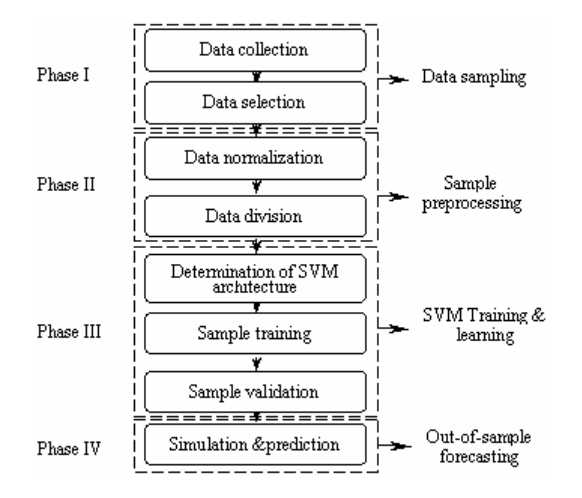 Data collection
Phase I
Data sampling
Data selection
Data normalization
Phase II
Sample
preprocessing
Data division
Determination of SVM
architecture
Phase III
Sample training
SVM Training &
learning
Sample validation
Phase IV
Simulation &prediction
Out-of-sample
forecasting